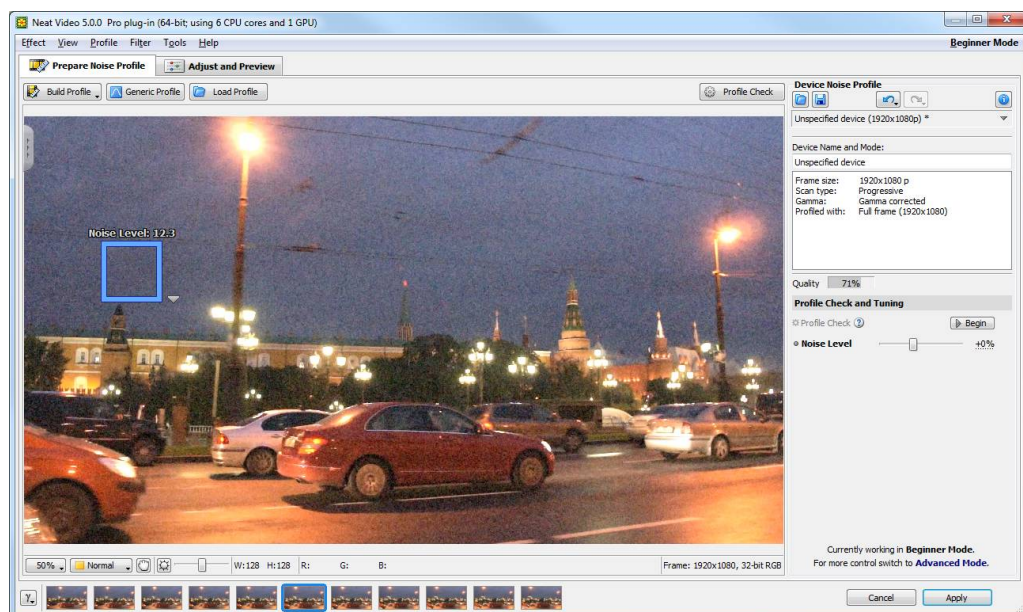 Neat Video 5.0.0 Pro plug-in (64-bit; using 6 CPU cores and 1 GPU)
Effect View Profile Filter Tools Help Beginner Mode
Prepare Noise Profile Adjust and Preview
Build Profile Generic Profile Load Profile Profile Check
Device Noise Profile
Unspecified device (1920x1080p) *
Device Name and Mode:
Unspecified device
Frame size: 1920x1080 p
Scan type: Progressive
Gamma: Gamma corrected
Profiled with: Full frame (1920x1080)
Noise Level: 12.3
Quality 71%
Profile Check and Tuning
Profile Check ? Begin
Noise Level +0%
Currently working in Beginner Mode.
For more control switch to Advanced Mode.
50% Normal W:128 H:128 R: G: B: Frame: 1920x1080, 32-bit RGB
Cancel Apply